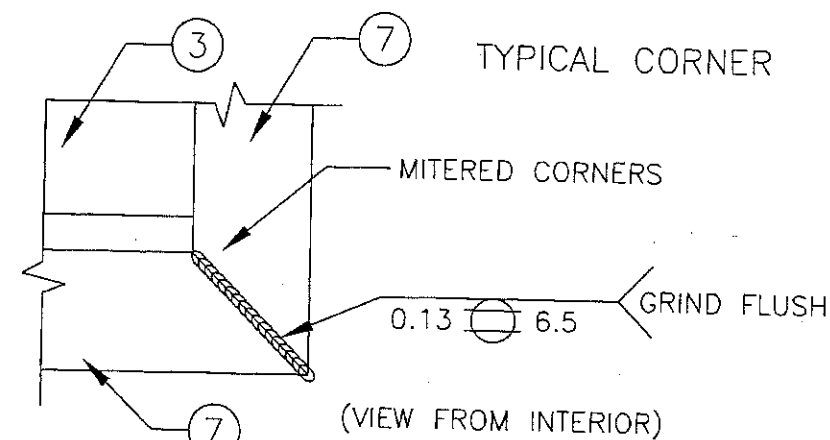 3
7
TYPICAL CORNER
MITERED CORNERS
0.13 6.5
GRIND FLUSH
(VIEW FROM INTERIOR)
7